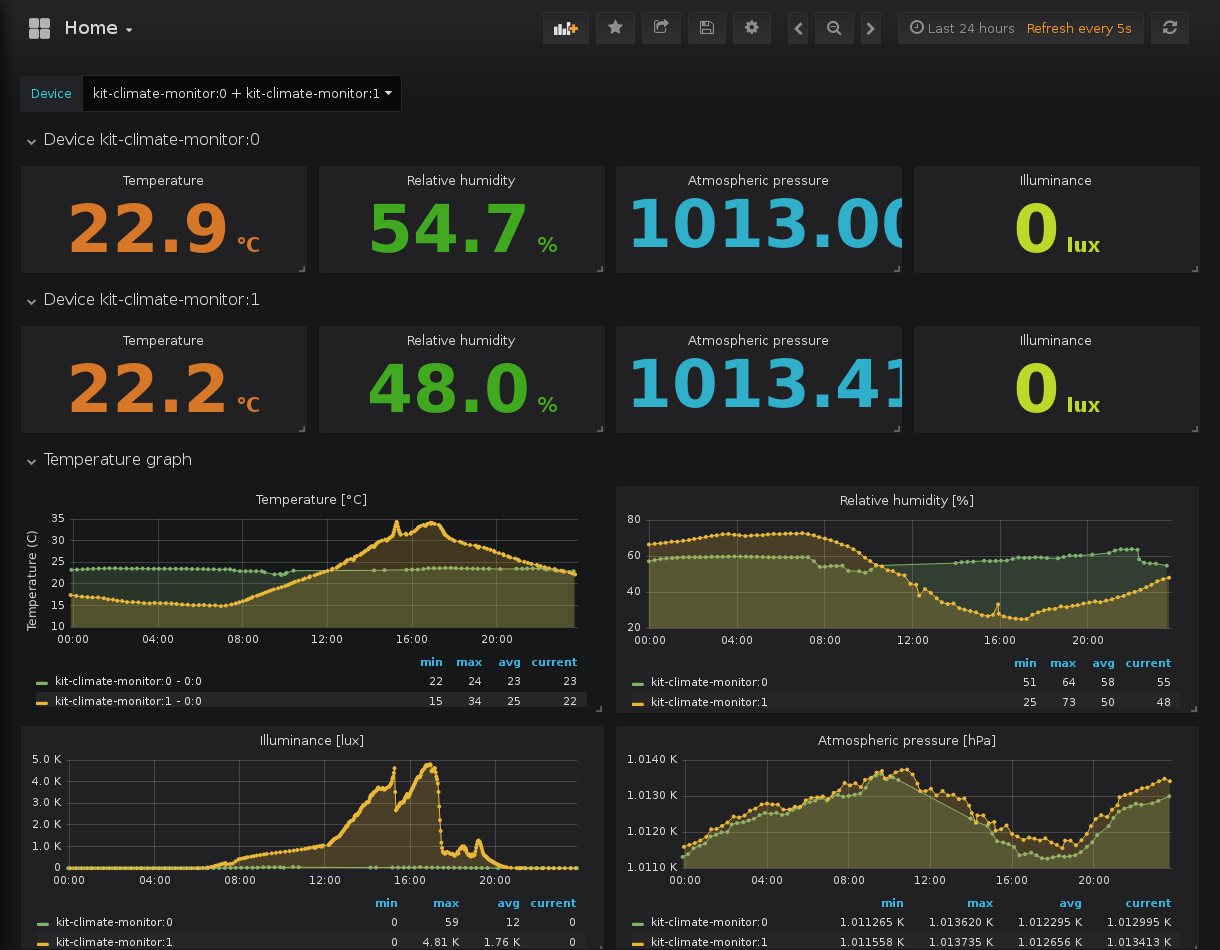 Home
Last 24 hours Refresh every 5s
Device kit-climate-monitor:0 + kit-climate-monitor:1
Device kit-climate-monitor:0
Temperature Relative humidity Atmospheric pressure Illuminance
22.9 °C 54.7 % 1013.00 0 lux
Device kit-climate-monitor:1
Temperature Relative humidity Atmospheric pressure Illuminance
22.2 °C 48.0 % 1013.41 0 lux
Temperature graph
Temperature [°C]
Temperature (C)
35
30
25
20
15
10
00:00 04:00 08:00 12:00 16:00 20:00
min max avg current
kit-climate-monitor:0 - 0:0 22 24 23 23
kit-climate-monitor:1 - 0:0 15 34 25 22
Relative humidity [%]
80
60
40
20
00:00 04:00 08:00 12:00 16:00 20:00
min max avg current
kit-climate-monitor:0 51 64 58 55
kit-climate-monitor:1 25 73 50 48
Illuminance [lux]
5.0 K
4.0 K
3.0 K
2.0 K
1.0 K
0
00:00 04:00 08:00 12:00 16:00 20:00
min max avg current
kit-climate-monitor:0 0 59 12 0
kit-climate-monitor:1 0 4.81 K 1.76 K 0
Atmospheric pressure [hPa]
1.0140 K
1.0130 K
1.0120 K
1.0110 K
00:00 04:00 08:00 12:00 16:00 20:00
min max avg current
kit-climate-monitor:0 1.011265 K 1.013620 K 1.012295 K 1.012995 K
kit-climate-monitor:1 1.011558 K 1.013735 K 1.012656 K 1.013413 K